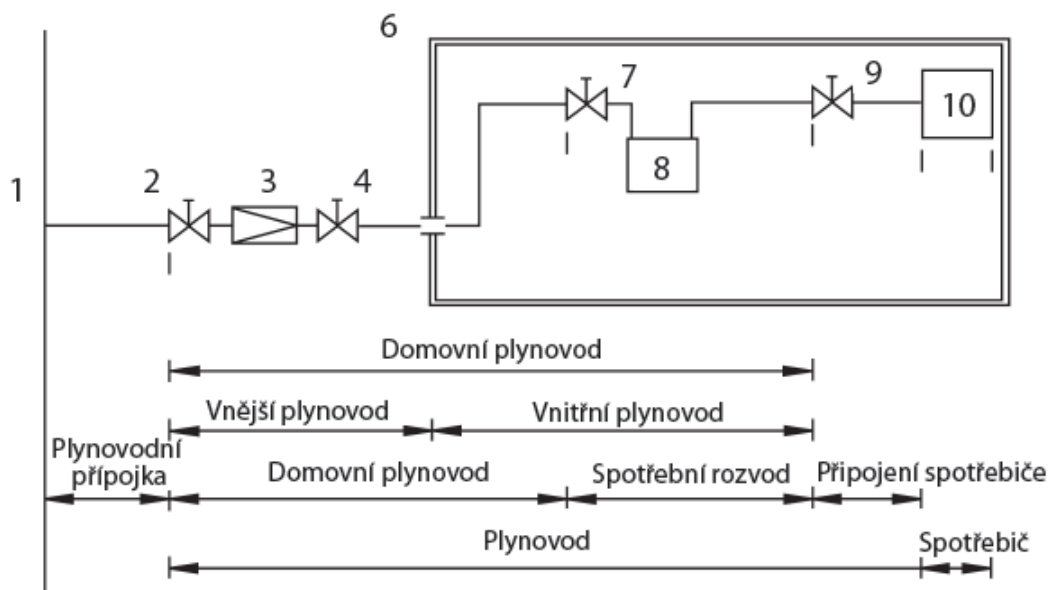 6
7
9
10
8
1
2
3
4
Domovní plynovod
Vnější plynovod
Vnitřní plynovod
Plynovodní
přípojka
Domovní plynovod
Spotřební rozvod
Připojení spotřebiče
Plynovod
Spotřebič